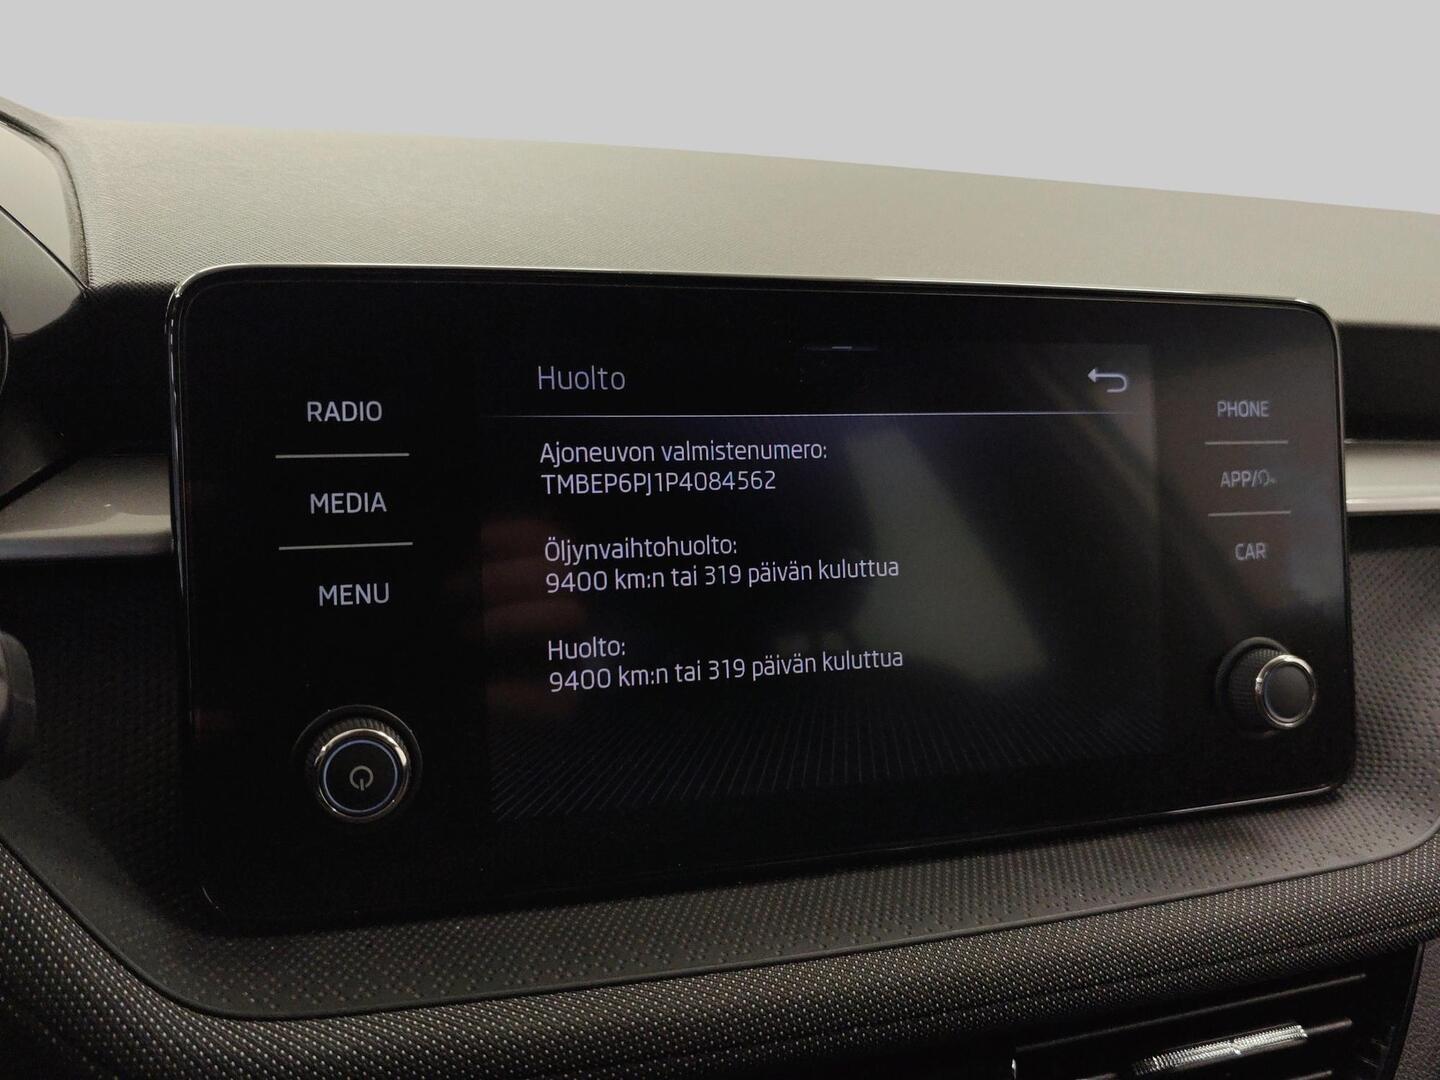 RADIO
MEDIA
MENU
Huolto
Ajoneuvon valmistenumero:
TMBEP6PJ1P4084562
Öljynvaihtohuolto:
9400 km:n tai 319 päivän kuluttua
Huolto:
9400 km:n tai 319 päivän kuluttua
PHONE
APP/
CAR